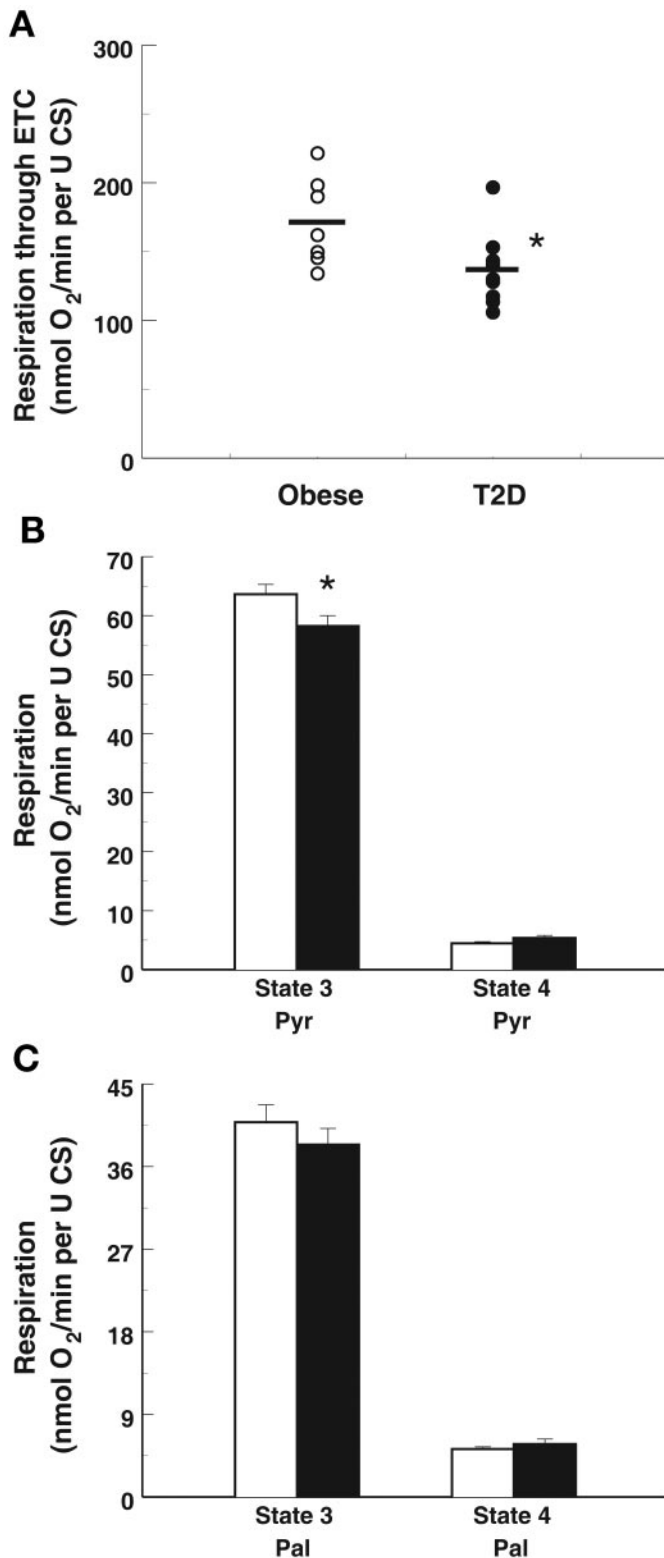 A
Respiration through ETC
(nmol O2/min per U CS)
300
200
100
0
*
Obese
T2D
B
Respiration
(nmol O2/min per U CS)
70
60
50
40
30
20
10
0
*
State 3
Pyr
State 4
Pyr
C
Respiration
(nmol O2/min per U CS)
45
36
27
18
9
0
State 3
Pal
State 4
Pal